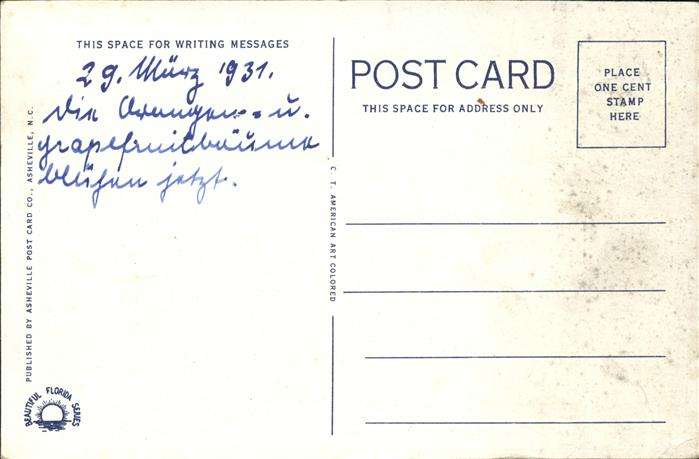 THIS SPACE FOR WRITING MESSAGES
29. März 1931.
die Orangen- u.
grapefruitbäume
blühen jetzt.
PUBLISHED BY ASHEVILLE POST CARD CO., ASHEVILLE, N. C.
BEAUTIFUL FLORIDA SERIES
C. T. AMERICAN ART COLORED
POST CARD
THIS SPACE FOR ADDRESS ONLY
PLACE
ONE CENT
STAMP
HERE